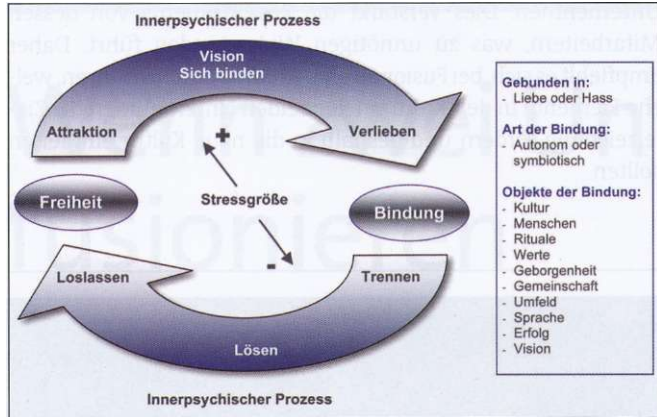 Innerpsychischer Prozess
Vision
Sich binden
Attraktion
+
Verlieben
Freiheit
Stressgröße
Bindung
-
Loslassen
Trennen
Lösen
Innerpsychischer Prozess
Gebunden in:
- Liebe oder Hass
Art der Bindung:
- Autonom oder
symbiotisch
Objekte der Bindung:
- Kultur
- Menschen
- Rituale
- Werte
- Geborgenheit
- Gemeinschaft
- Umfeld
- Sprache
- Erfolg
- Vision